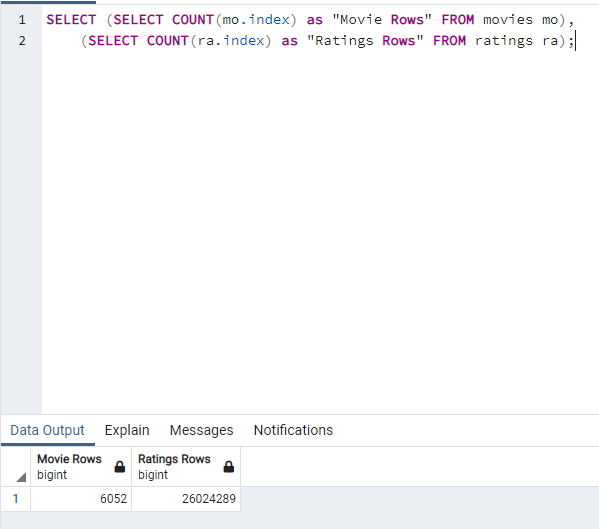 1 SELECT (SELECT COUNT(mo.index) as "Movie Rows" FROM movies mo),
2 (SELECT COUNT(ra.index) as "Ratings Rows" FROM ratings ra);
Data Output Explain Messages Notifications
Movie Rows Ratings Rows
bigint bigint
1 6052 26024289